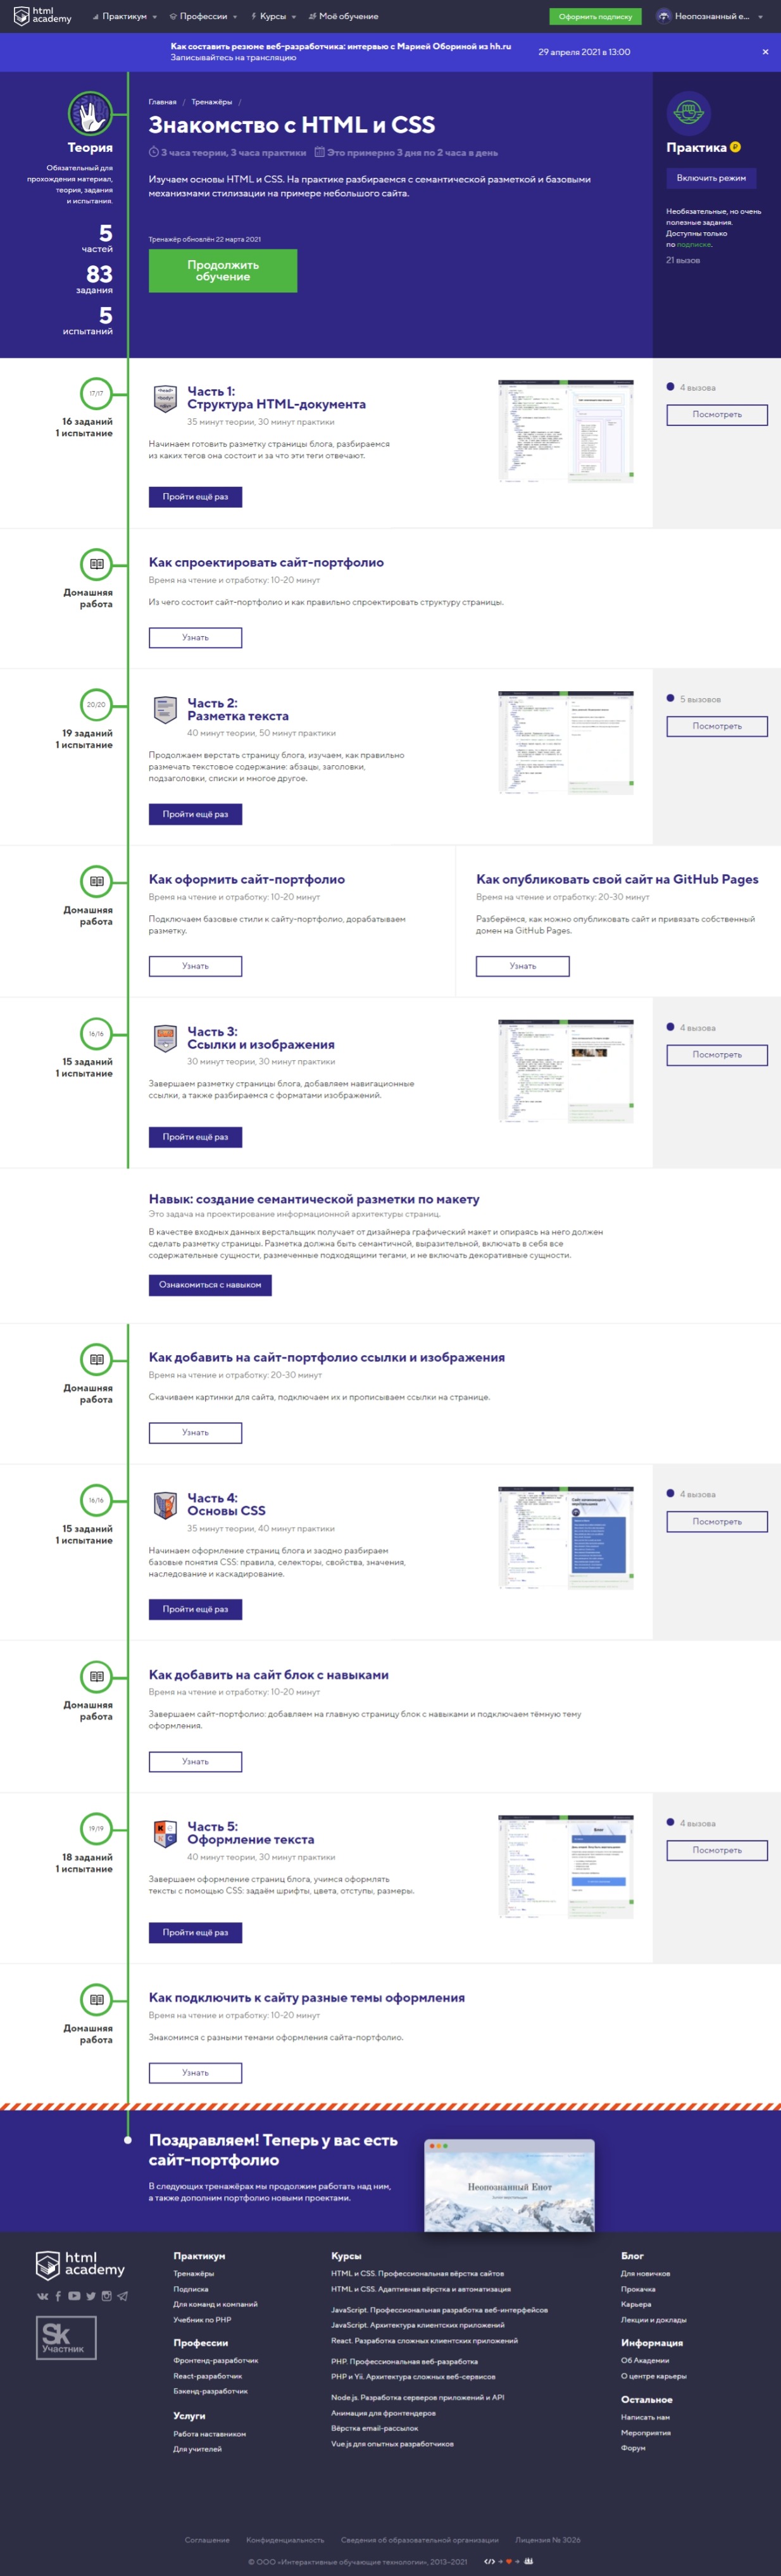 html
academy
Практикум
Профессии
Курсы
Моё обучение
Оформить подписку
Неопознанный е...
Как составить резюме веб-разработчика: интервью с Марией Обориной из hh.ru
Записывайтесь на трансляцию
29 апреля 2021 в 13:00
Теория
Обязательный для
прохождения материал,
теория, задания
и испытания.
5
частей
83
задания
5
испытаний
Главная / Тренажёры /
Знакомство с HTML и CSS
3 часа теории, 3 часа практики
Это примерно 3 дня по 2 часа в день
Изучаем основы HTML и CSS. На практике разбираемся с семантической разметкой и базовыми
механизмами стилизации на примере небольшого сайта.
Тренажёр обновлён 22 марта 2021
Продолжить
обучение
Практика
Включить режим
Необязательные, но очень
полезные задания.
Доступны только
по подписке.
21 вызов
17/17
16 заданий
1 испытание
Часть 1:
Структура HTML-документа
35 минут теории, 30 минут практики
Начинаем готовить разметку страницы блога, разбираемся
из каких тегов она состоит и за что эти теги отвечают.
Пройти ещё раз
4 вызова
Посмотреть
Домашняя
работа
Как спроектировать сайт-портфолио
Время на чтение и отработку: 10-20 минут
Из чего состоит сайт-портфолио и как правильно спроектировать структуру страницы.
Узнать
20/20
19 заданий
1 испытание
Часть 2:
Разметка текста
40 минут теории, 50 минут практики
Продолжаем верстать страницу блога, изучаем, как правильно
размечать текстовое содержание: абзацы, заголовки,
подзаголовки, списки и многое другое.
Пройти ещё раз
5 вызовов
Посмотреть
Домашняя
работа
Как оформить сайт-портфолио
Время на чтение и отработку: 10-20 минут
Подключаем базовые стили к сайту-портфолио, дорабатываем
разметку.
Узнать
Как опубликовать свой сайт на GitHub Pages
Время на чтение и отработку: 20-30 минут
Разберёмся, как можно опубликовать сайт и привязать собственный
домен на GitHub Pages.
Узнать
16/16
15 заданий
1 испытание
Часть 3:
Ссылки и изображения
30 минут теории, 30 минут практики
Завершаем разметку страницы блога, добавляем навигационные
ссылки, а также разбираемся с форматами изображений.
Пройти ещё раз
4 вызова
Посмотреть
Навык: создание семантической разметки по макету
Это задача на проектирование информационной архитектуры страниц.
В качестве входных данных верстальщик получает от дизайнера графический макет и опираясь на него должен
сделать разметку страницы. Разметка должна быть семантичной, выразительной, включать в себя все
содержательные сущности, размеченные подходящими тегами, и не включать декоративные сущности.
Ознакомиться с навыком
Домашняя
работа
Как добавить на сайт-портфолио ссылки и изображения
Время на чтение и отработку: 20-30 минут
Скачиваем картинки для сайта, подключаем их и прописываем ссылки на странице.
Узнать
16/16
15 заданий
1 испытание
Часть 4:
Основы CSS
35 минут теории, 40 минут практики
Начинаем оформление страниц блога и заодно разбираем
базовые понятия CSS: правила, селекторы, свойства, значения,
наследование и каскадирование.
Пройти ещё раз
4 вызова
Посмотреть
Домашняя
работа
Как добавить на сайт блок с навыками
Время на чтение и отработку: 10-20 минут
Завершаем сайт-портфолио: добавляем на главную страницу блок с навыками и подключаем тёмную тему
оформления.
Узнать
19/19
18 заданий
1 испытание
Часть 5:
Оформление текста
40 минут теории, 30 минут практики
Завершаем оформление страниц блога, учимся оформлять
тексты с помощью CSS: задаём шрифты, цвета, отступы, размеры.
Пройти ещё раз
4 вызова
Посмотреть
Домашняя
работа
Как подключить к сайту разные темы оформления
Время на чтение и отработку: 10-20 минут
Знакомимся с разными темами оформления сайта-портфолио.
Узнать
Поздравляем! Теперь у вас есть
сайт-портфолио
В следующих тренажёрах мы продолжим работать над ним,
а также дополним портфолио новыми проектами.
Неопознанный Енот
html
academy
Sk
Участник
Практикум
Тренажёры
Подписка
Для команд и компаний
Учебник по PHP
Профессии
Фронтенд-разработчик
React-разработчик
Бэкенд-разработчик
Услуги
Работа наставником
Для учителей
Курсы
HTML и CSS. Профессиональная вёрстка сайтов
HTML и CSS. Адаптивная вёрстка и автоматизация
JavaScript. Профессиональная разработка веб-интерфейсов
JavaScript. Архитектура клиентских приложений
React. Разработка сложных клиентских приложений
PHP. Профессиональная веб-разработка
PHP и Yii. Архитектура сложных веб-сервисов
Node.js. Разработка серверов приложений и API
Анимация для фронтендеров
Вёрстка email-рассылок
Vue.js для опытных разработчиков
Блог
Для новичков
Прокачка
Карьера
Лекции и доклады
Информация
Об Академии
О центре карьеры
Остальное
Написать нам
Мероприятия
Форум
Соглашение
Конфиденциальность
Сведения об образовательной организации
Лицензия № 3026
© ООО «Интерактивные обучающие технологии», 2013–2021